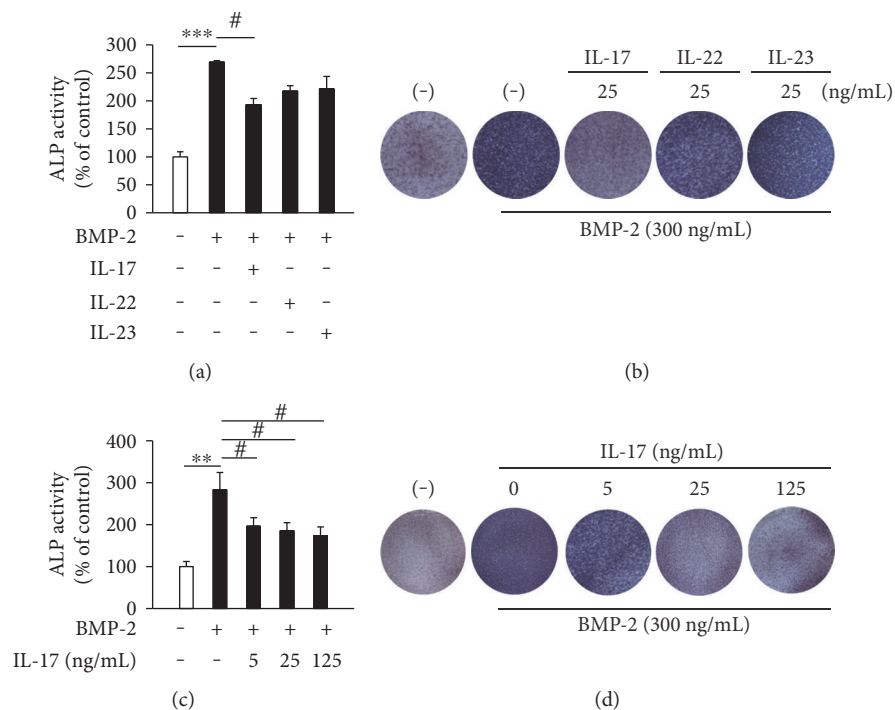 *** #
ALP activity
(% of control)
300
250
200
150
100
50
0
BMP-2 – + + + +
IL-17 – – + – –
IL-22 – – – + –
IL-23 – – – – +
(a)
IL-17 IL-22 IL-23
(–) (–) 25 25 25 (ng/mL)
BMP-2 (300 ng/mL)
(b)
#
#
** #
ALP activity
(% of control)
400
300
200
100
0
BMP-2 – + + + +
IL-17 (ng/mL) – – 5 25 125
(c)
IL-17 (ng/mL)
(–) 0 5 25 125
BMP-2 (300 ng/mL)
(d)